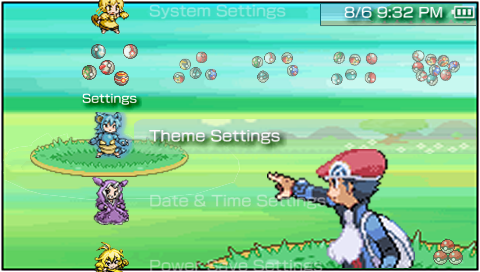 System Settings
8/6 9:32 PM
Settings
Theme Settings
Date & Time Settings
Power Save Settings